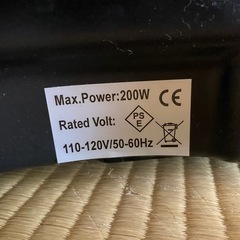 Max.Power:200W CE
Rated Volt: PS E
110-120V/50-60Hz